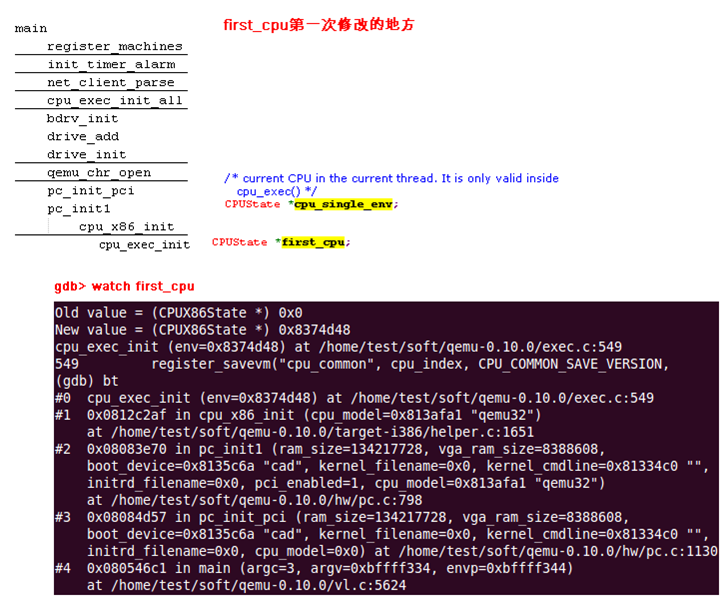 first_cpu第一次修改的地方
main
register_machines
init_timer_alarm
net_client_parse
cpu_exec_init_all
bdrv_init
drive_add
drive_init
qemu_chr_open
pc_init_pci
pc_init1
cpu_x86_init
cpu_exec_init
/* current CPU in the current thread. It is only valid inside
cpu_exec() */
CPUState *cpu_single_env;
CPUState *first_cpu;
gdb> watch first_cpu
Old value = (CPUX86State *) 0x0
New value = (CPUX86State *) 0x8374d48
cpu_exec_init (env=0x8374d48) at /home/test/soft/qemu-0.10.0/exec.c:549
549 register_savevm("cpu_common", cpu_index, CPU_COMMON_SAVE_VERSION,
(gdb) bt
#0 cpu_exec_init (env=0x8374d48) at /home/test/soft/qemu-0.10.0/exec.c:549
#1 0x0812c2af in cpu_x86_init (cpu_model=0x813afa1 "qemu32")
at /home/test/soft/qemu-0.10.0/target-i386/helper.c:1651
#2 0x08083e70 in pc_init1 (ram_size=134217728, vga_ram_size=8388608,
boot_device=0x8135c6a "cad", kernel_filename=0x0, kernel_cmdline=0x81334c0 "",
initrd_filename=0x0, pci_enabled=1, cpu_model=0x813afa1 "qemu32")
at /home/test/soft/qemu-0.10.0/hw/pc.c:798
#3 0x08084d57 in pc_init_pci (ram_size=134217728, vga_ram_size=8388608,
boot_device=0x8135c6a "cad", kernel_filename=0x0, kernel_cmdline=0x81334c0 "",
initrd_filename=0x0, cpu_model=0x0) at /home/test/soft/qemu-0.10.0/hw/pc.c:1130
#4 0x080546c1 in main (argc=3, argv=0xbffff334, envp=0xbffff344)
at /home/test/soft/qemu-0.10.0/vl.c:5624